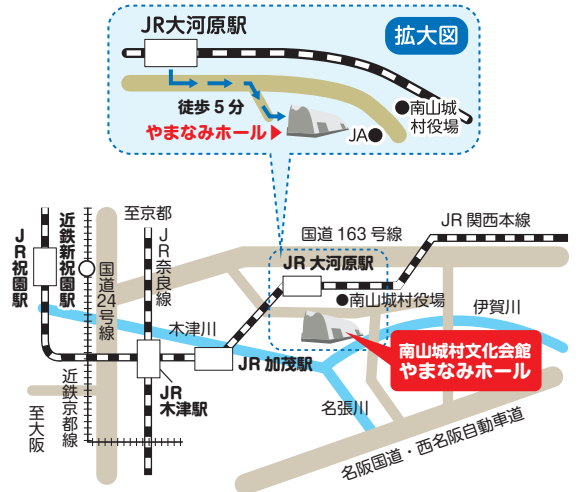 JR大河原駅
拡大図
徒歩5分
やまなみホール▶
JA●
●南山城
村役場
至京都
国道163号線
JR関西本線
JR祝園駅
近鉄新祝園駅
国道24号線
JR奈良線
JR 大河原駅
●南山城村役場
伊賀川
木津川
JR 加茂駅
南山城村文化会館
やまなみホール
JR
木津駅
名張川
至大阪
近鉄京都線
名阪国道・西名阪自動車道